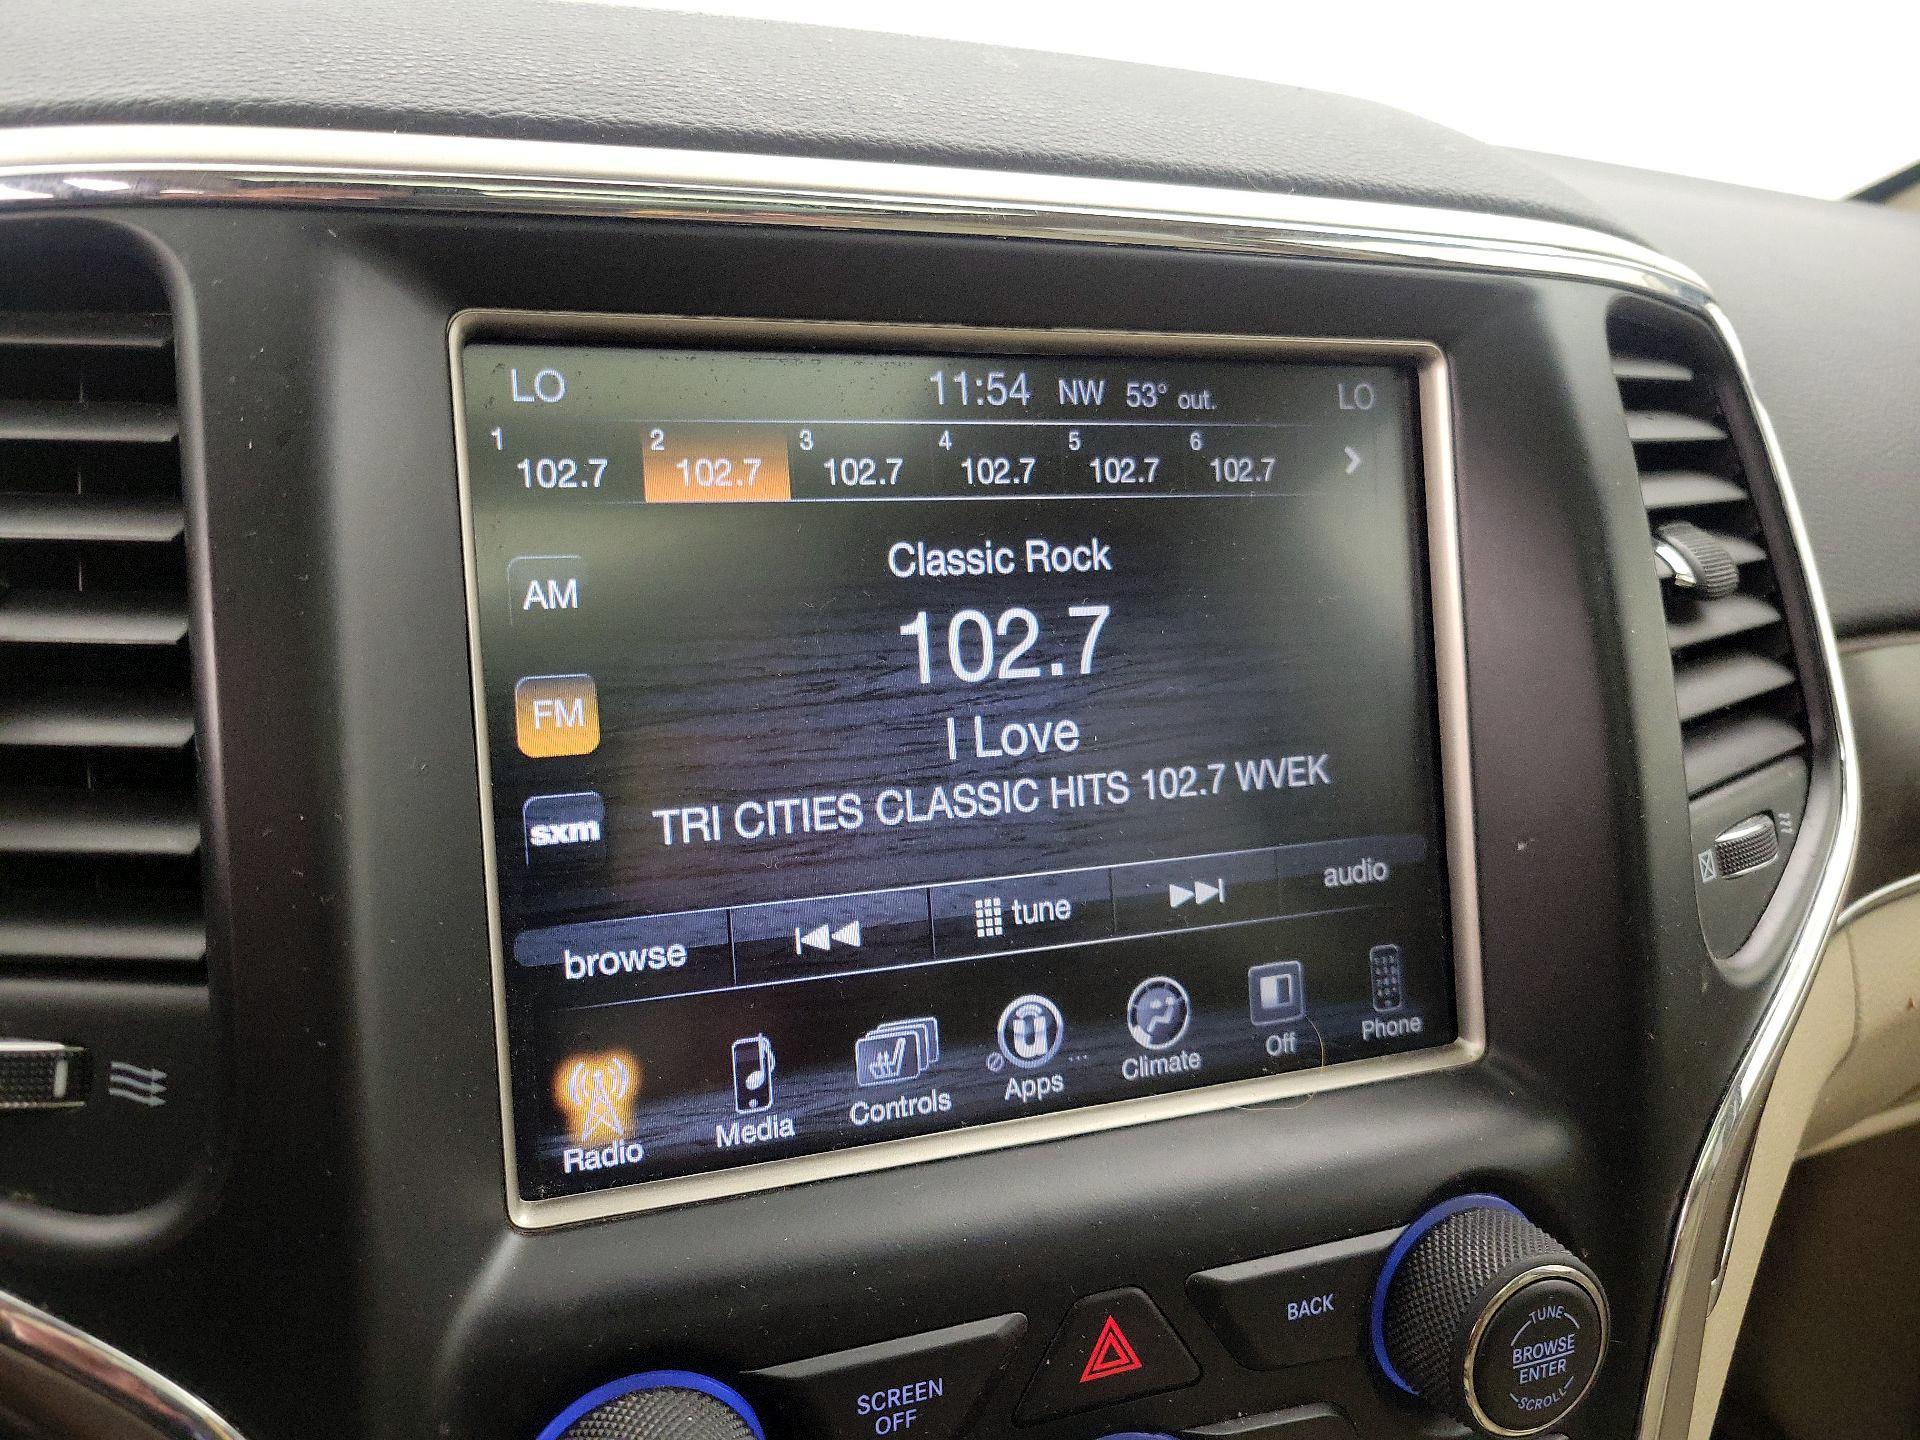 LO 11:54 NW 53° out. LO
1 2 3 4 5 6
102.7 102.7 102.7 102.7 102.7 102.7
Classic Rock
AM
102.7
FM
I Love
TRI CITIES CLASSIC HITS 102.7 WVEK
sxm
browse tune audio
Radio Media Controls Apps Climate Off Phone
BACK
SCREEN
OFF
TUNE
BROWSE
ENTER
SCROLL